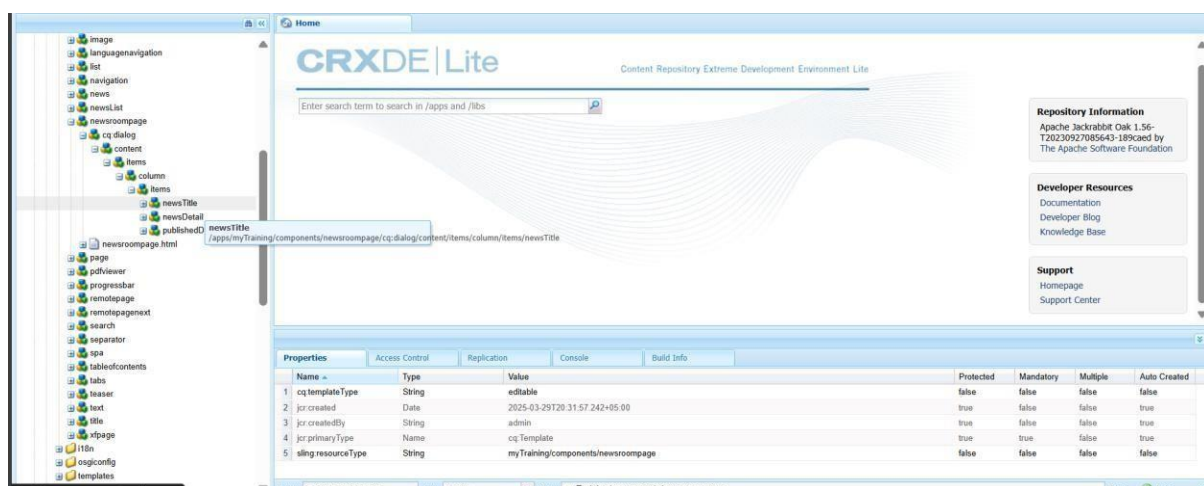 Home
image
languagenavigation
list
navigation
news
newsList
newsroompage
cq:dialog
content
items
column
items
newsTitle
newsDetail
publishedD
newsTitle
/apps/myTraining/components/newsroompage/cq:dialog/content/items/column/items/newsTitle
newsroompage.html
page
pdfviewer
progressbar
remotepage
remotepagenext
search
separator
spa
tableofcontents
tabs
teaser
text
title
xfpage
i18n
osgiconfig
templates
CRXDE | Lite
Content Repository Extreme Development Environment Lite
Enter search term to search in /apps and /libs
Repository Information
Apache Jackrabbit Oak 1.56-
T20230927085643-189caed by
The Apache Software Foundation
Developer Resources
Documentation
Developer Blog
Knowledge Base
Support
Homepage
Support Center
Properties Access Control Replication Console Build Info
Name Type Value Protected Mandatory Multiple Auto Created
1 cq:templateType String editable false false false false
2 jcr:created Date 2025-03-29T20:31:57.242+05:00 true false false true
3 jcr:createdBy String admin true false false true
4 jcr:primaryType Name cq:Template true true false true
5 sling:resourceType String myTraining/components/newsroompage false false false false